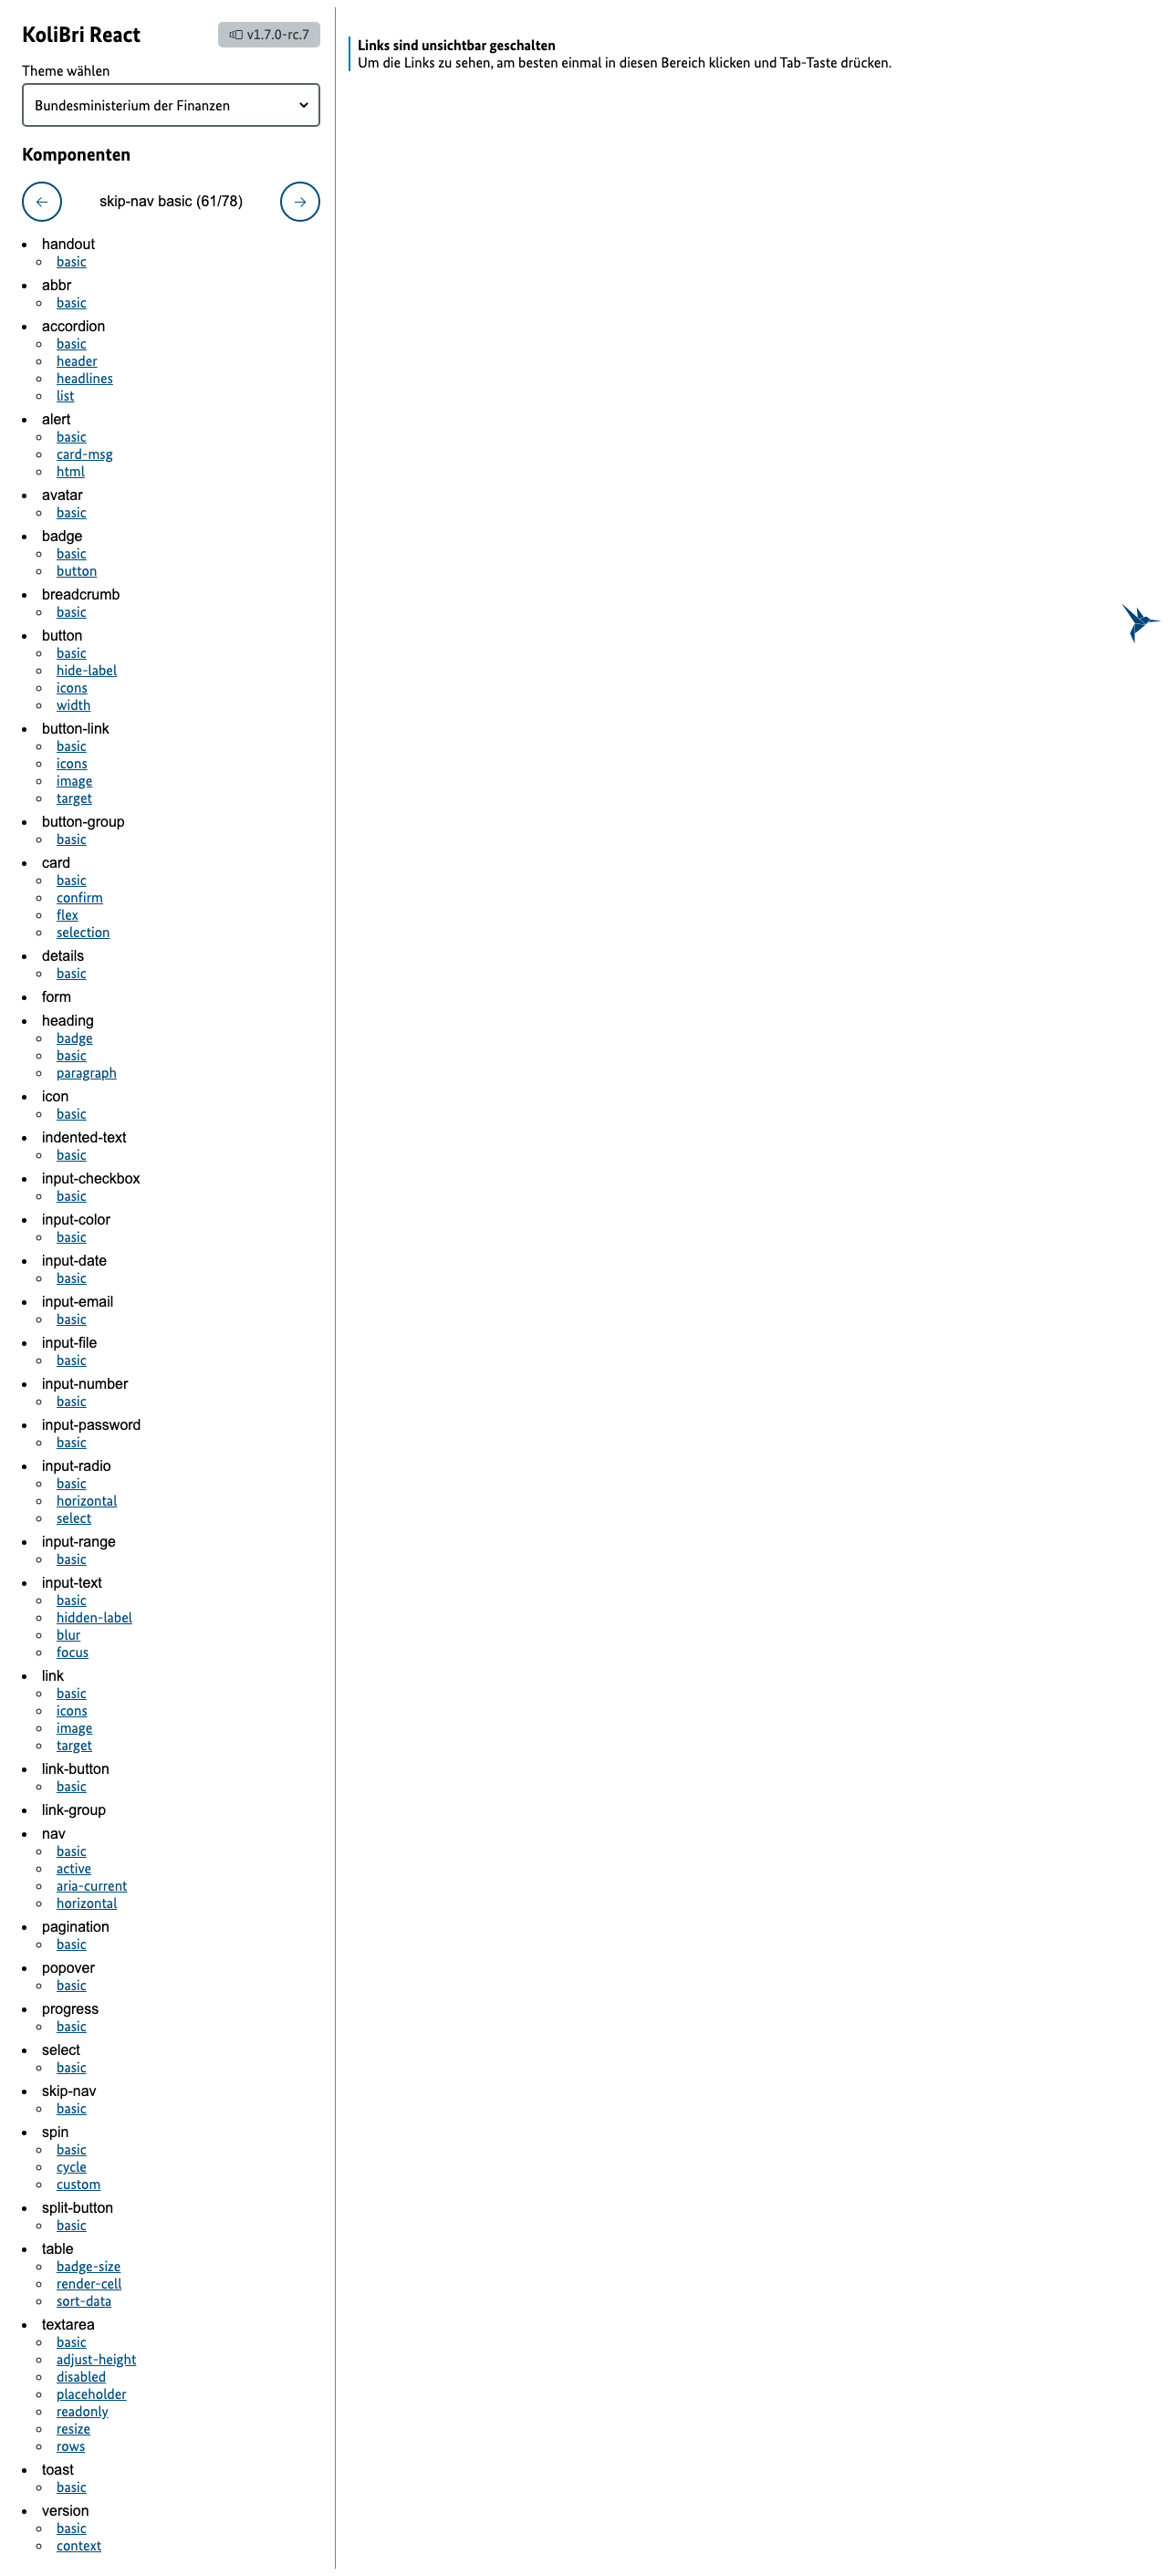 KoliBri React
v1.7.0-rc.7
Theme wählen
Bundesministerium der Finanzen
Komponenten
skip-nav basic (61/78)
handout
basic
abbr
basic
accordion
basic
header
headlines
list
alert
basic
card-msg
html
avatar
basic
badge
basic
button
breadcrumb
basic
button
basic
hide-label
icons
width
button-link
basic
icons
image
target
button-group
basic
card
basic
confirm
flex
selection
details
basic
form
heading
badge
basic
paragraph
icon
basic
indented-text
basic
input-checkbox
basic
input-color
basic
input-date
basic
input-email
basic
input-file
basic
input-number
basic
input-password
basic
input-radio
basic
horizontal
select
input-range
basic
input-text
basic
hidden-label
blur
focus
link
basic
icons
image
target
link-button
basic
link-group
nav
basic
active
aria-current
horizontal
pagination
basic
popover
basic
progress
basic
select
basic
skip-nav
basic
spin
basic
cycle
custom
split-button
basic
table
badge-size
render-cell
sort-data
textarea
basic
adjust-height
disabled
placeholder
readonly
resize
rows
toast
basic
version
basic
context
Links sind unsichtbar geschalten
Um die Links zu sehen, am besten einmal in diesen Bereich klicken und Tab-Taste drücken.